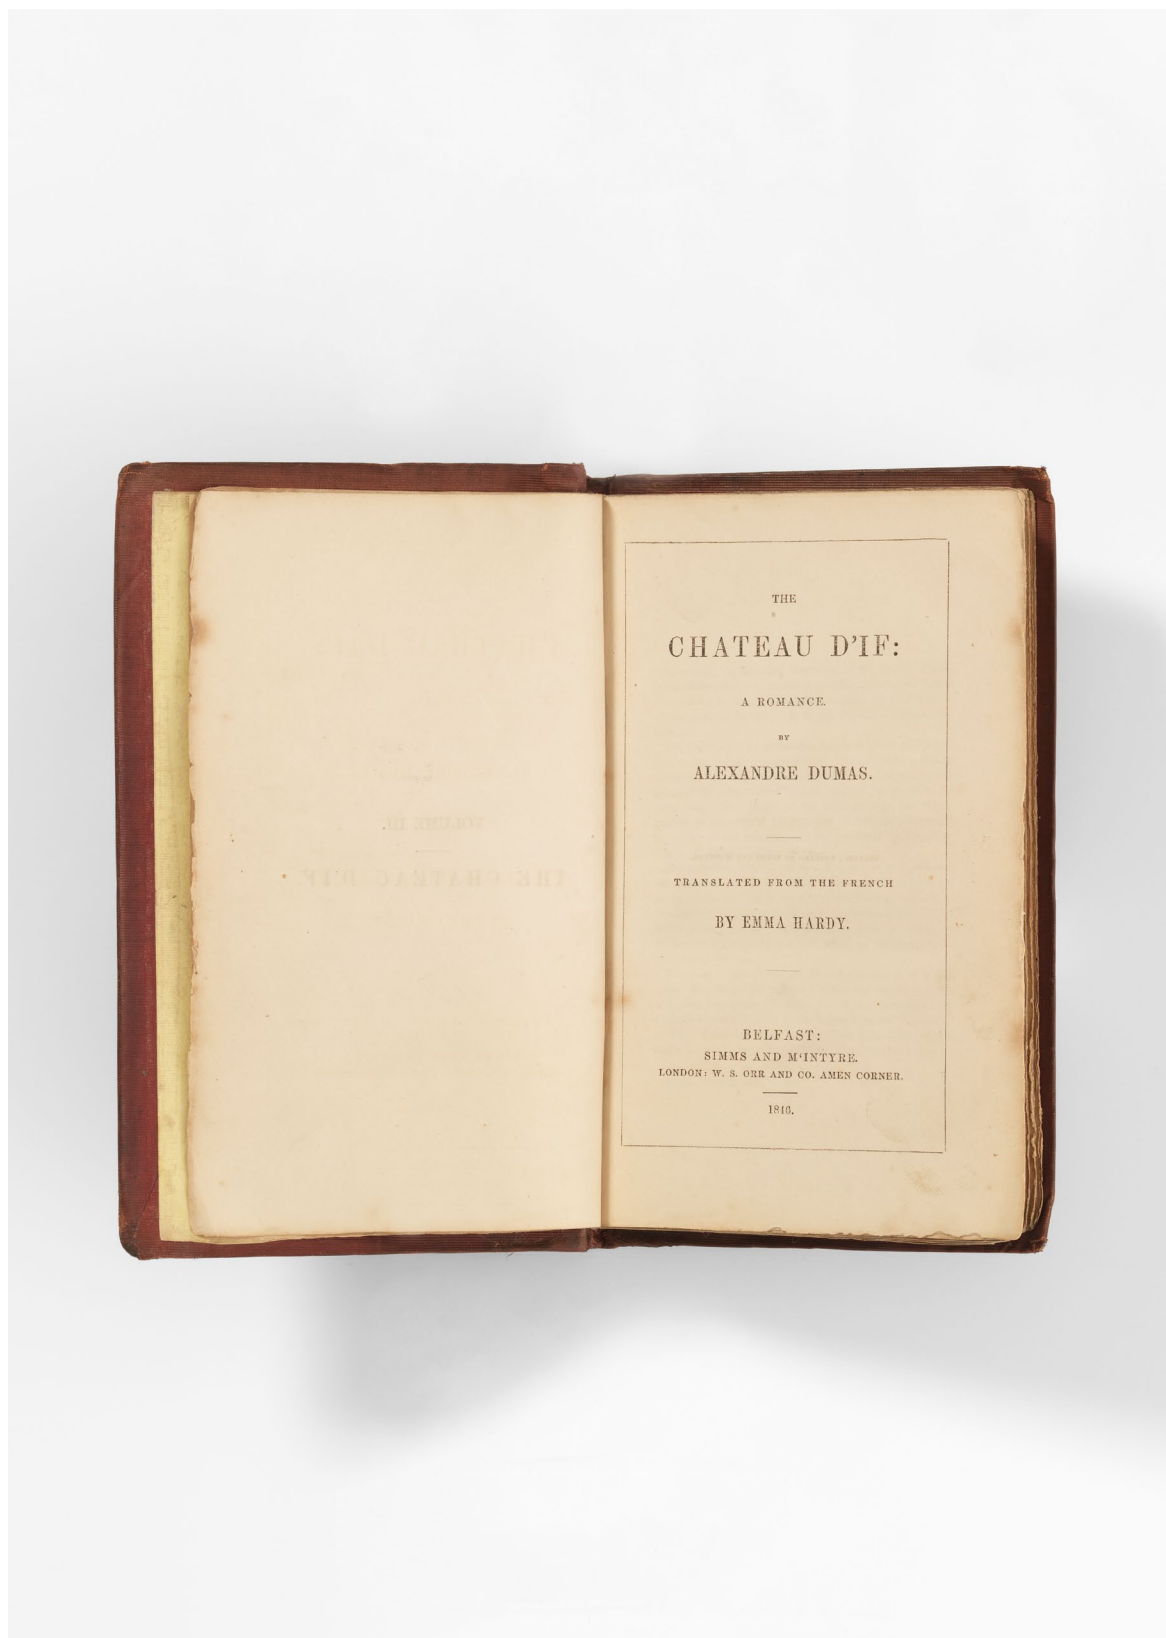 THE
CHATEAU D'IF:
A ROMANCE.
BY
ALEXANDRE DUMAS.
TRANSLATED FROM THE FRENCH
BY EMMA HARDY.
BELFAST:
SIMMS AND M‘INTYRE.
LONDON: W. S. ORR AND CO. AMEN CORNER.
1846.